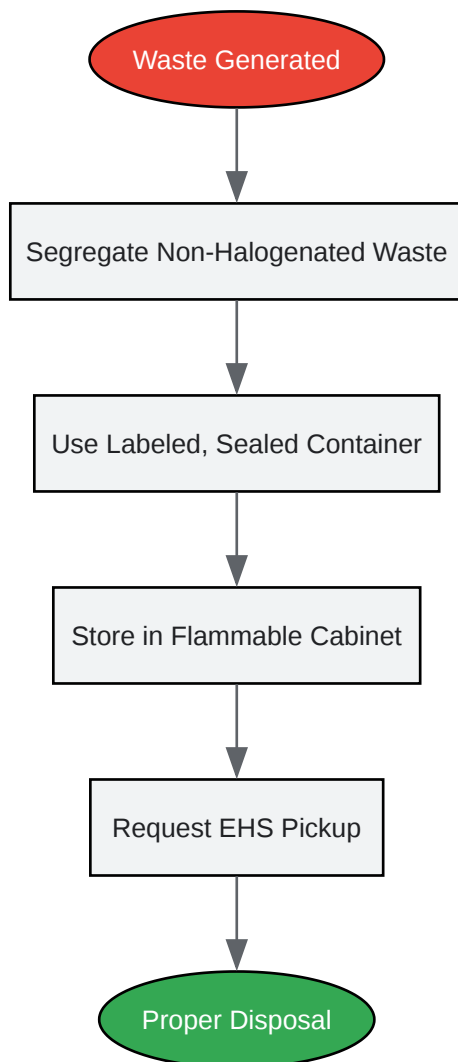 Waste Generated
Segregate Non-Halogenated Waste
Use Labeled, Sealed Container
Store in Flammable Cabinet
Request EHS Pickup
Proper Disposal